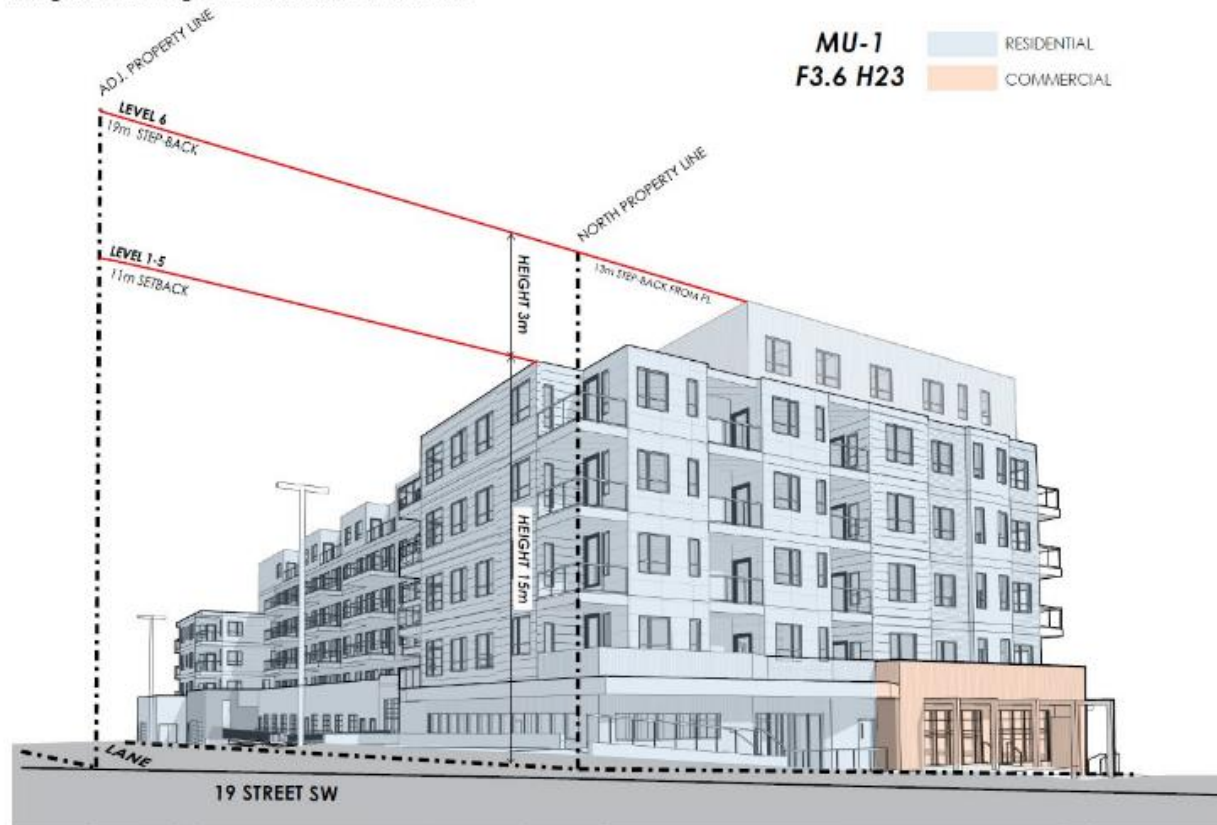 ADJ. PROPERTY LINE
MU-1
F3.6 H23
RESIDENTIAL
COMMERCIAL
LEVEL 6
19m STEP-BACK
NORTH PROPERTY LINE
LEVEL 1-5
11m SETBACK
HEIGHT 3m
13m STEP-BACK FROM PL
HEIGHT 15m
LANE
19 STREET SW